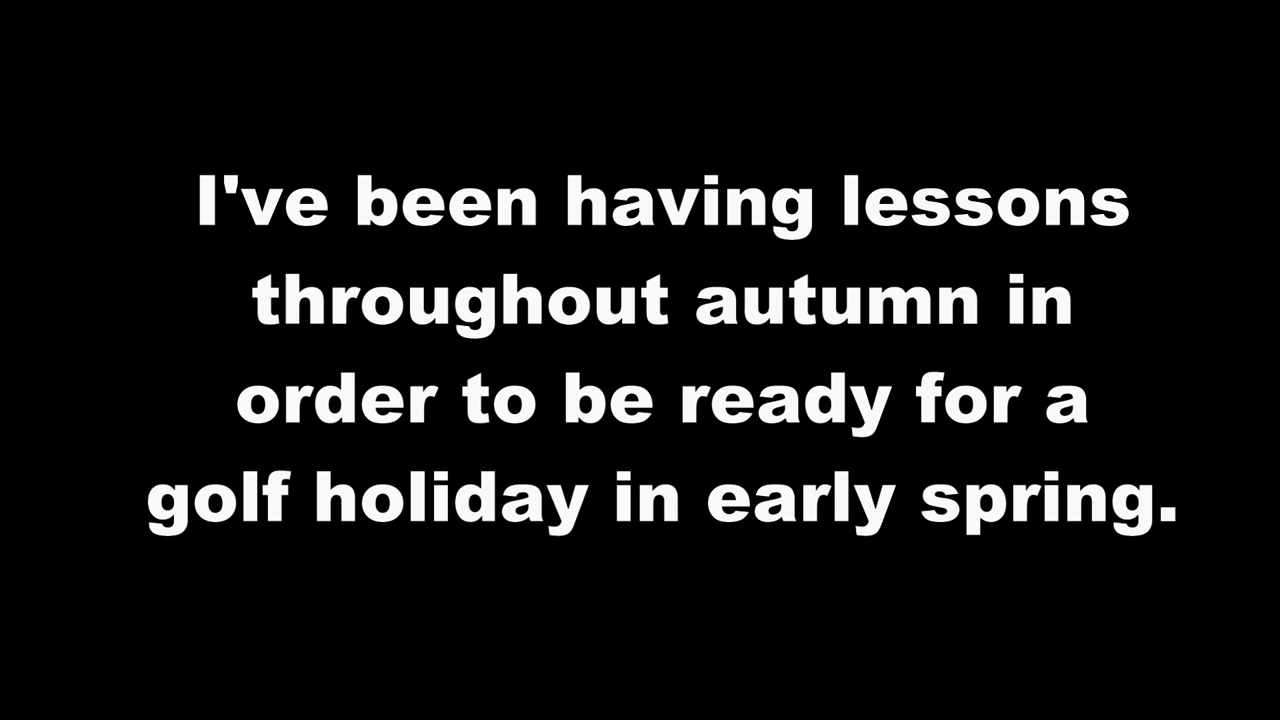 I've been having lessons
throughout autumn in
order to be ready for a
golf holiday in early spring.